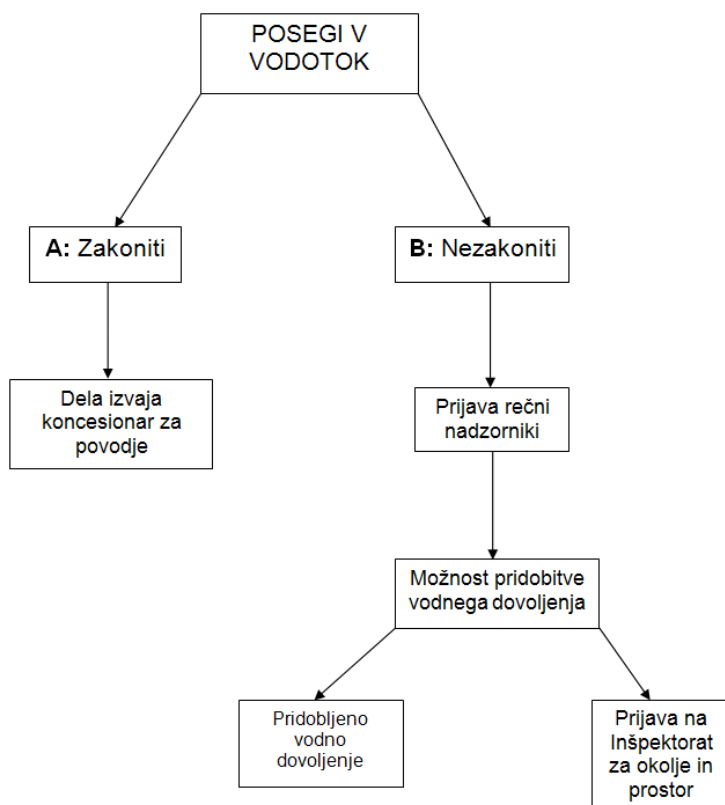 POSEGI V
VODOTOK
A: Zakoniti
B: Nezakoniti
Dela izvaja
koncesionar za
povodje
Prijava rečni
nadzorniki
Možnost pridobitve
vodnega dovoljenja
Pridobljeno
vodno
dovoljenje
Prijava na
Inšpektorat
za okolje in
prostor